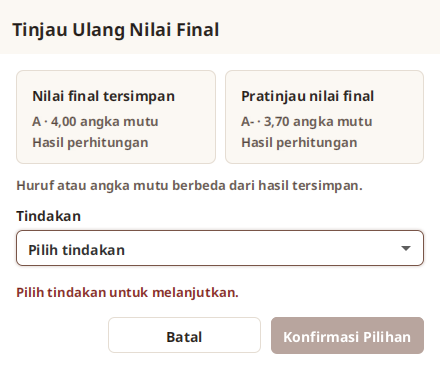 Tinjau Ulang Nilai Final
Nilai final tersimpan
A · 4,00 angka mutu
Hasil perhitungan
Pratinjau nilai final
A- · 3,70 angka mutu
Hasil perhitungan
Huruf atau angka mutu berbeda dari hasil tersimpan.
Tindakan
Pilih tindakan
Pilih tindakan untuk melanjutkan.
Batal
Konfirmasi Pilihan